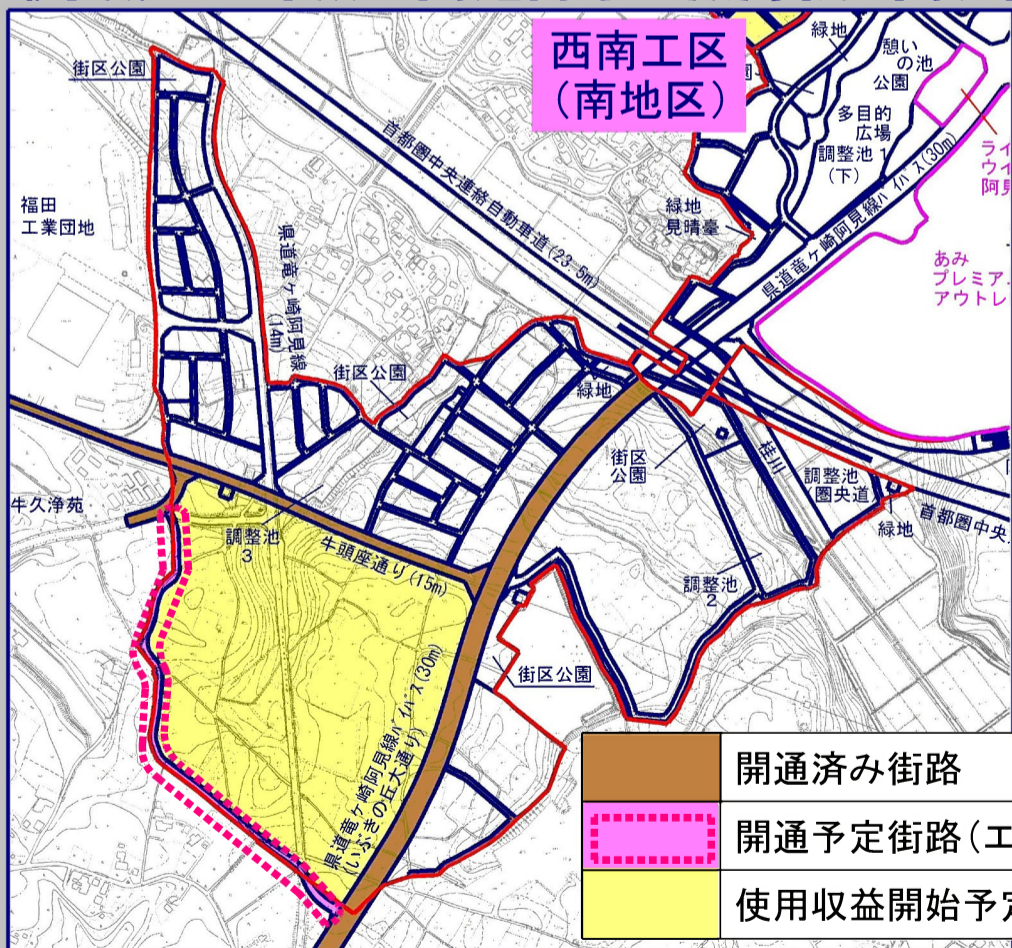 西南工区
(南地区)
街区公園
緑地
憩い
の池
公園
多目的
広場
調整池1
(下)
首都圏中央連絡自動車道(23.5m)
福田
工業団地
県道竜ヶ崎阿見線
(14m)
緑地
見晴臺
県道竜ヶ崎阿見線バイパス(30m)
あみ
プレミア
アウトレ
街区公園
緑地
街区
公園
桂川
調整池
(圏央道
緑地
首都圏中央
牛久浄苑
調整池
3
牛頭座通り(15m)
調整池
2
街区公園
県道竜ヶ崎阿見線バイパス(30m)
(いぶきの丘大通り)
開通済み街路
開通予定街路(エ
使用収益開始予定